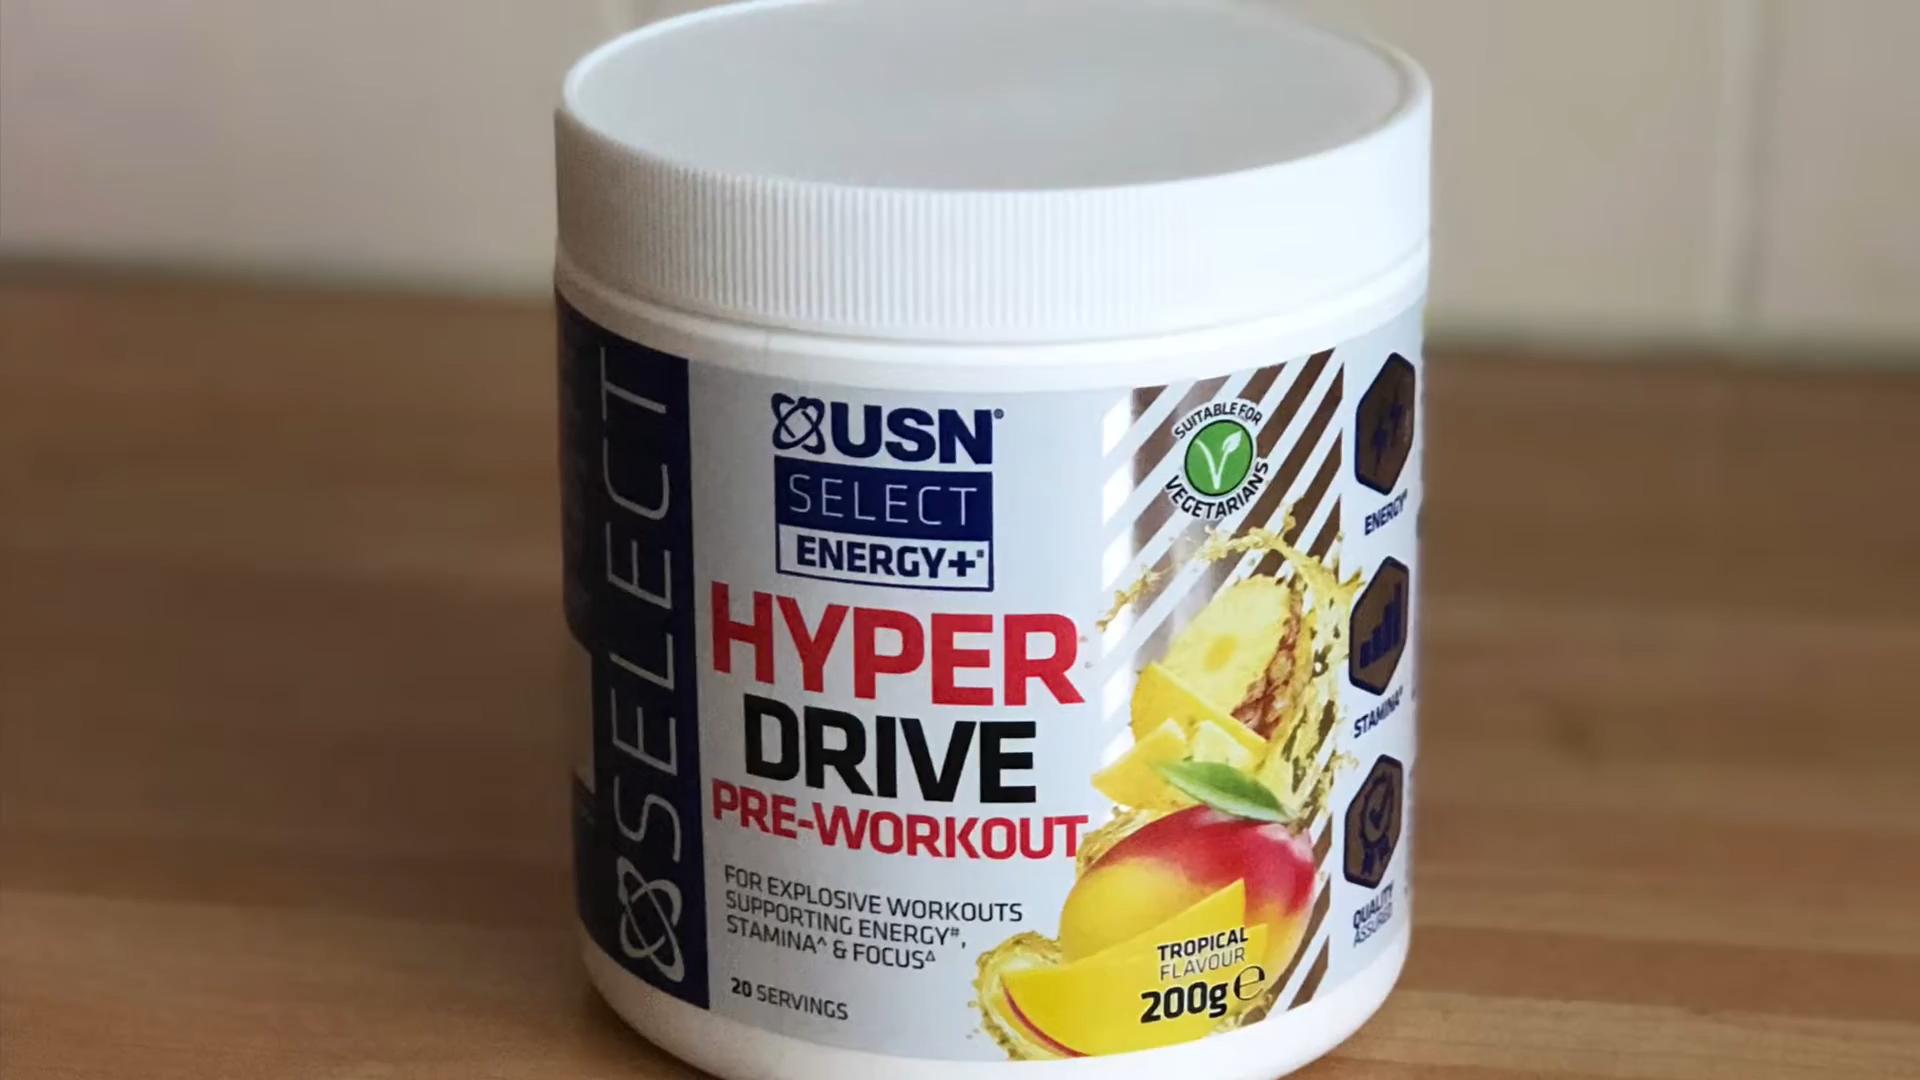 SELECT
USN®
SELECT
ENERGY+
HYPER
DRIVE
PRE-WORKOUT
FOR EXPLOSIVE WORKOUTS
SUPPORTING ENERGY#,
STAMINA^ & FOCUS∆
20 SERVINGS
SUITABLE FOR
VEGETARIANS
TROPICAL
FLAVOUR
200g℮
ENERGY#
STAMINA^
QUALITY
ASSURED